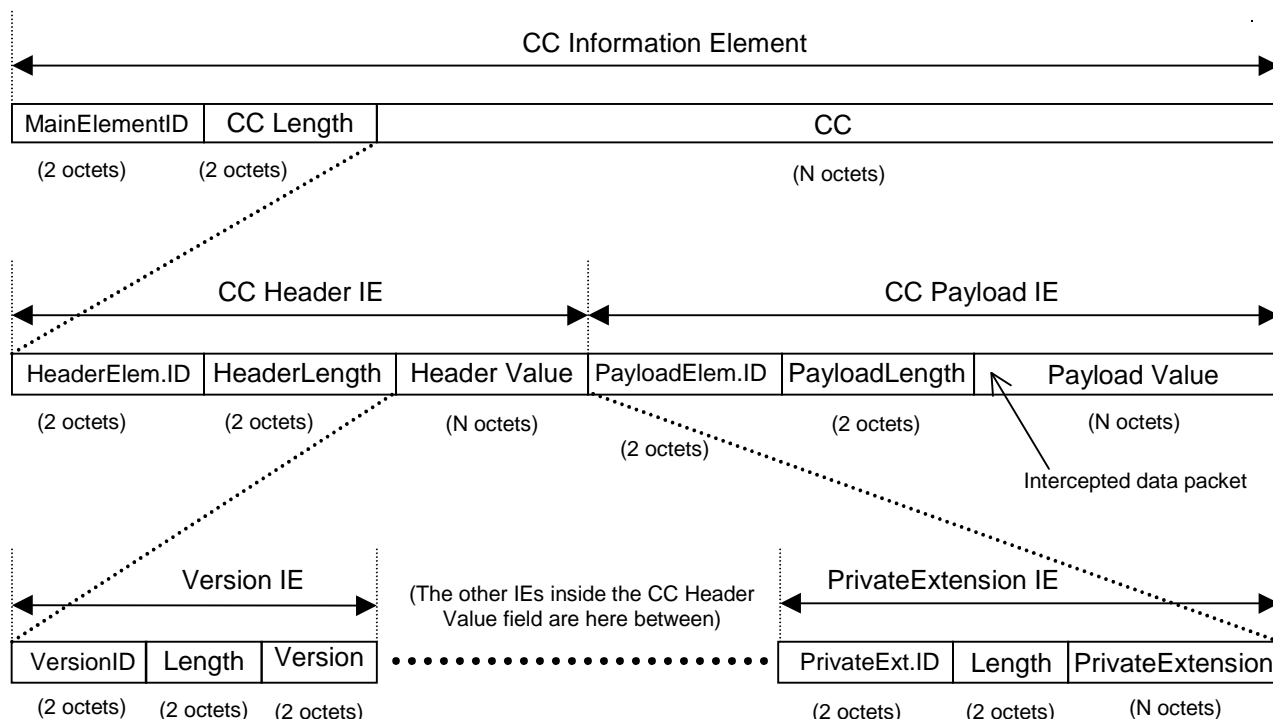 CC Information Element
MainElementID CC Length CC
(2 octets) (2 octets) (N octets)
CC Header IE CC Payload IE
HeaderElem.ID HeaderLength Header Value PayloadElem.ID PayloadLength Payload Value
(2 octets) (2 octets) (N octets) (2 octets) (2 octets) (N octets)
Intercepted data packet
Version IE (The other IEs inside the CC Header PrivateExtension IE
Value field are here between)
VersionID Length Version PrivateExt.ID Length PrivateExtension
(2 octets) (2 octets) (2 octets) (2 octets) (2 octets) (N octets)